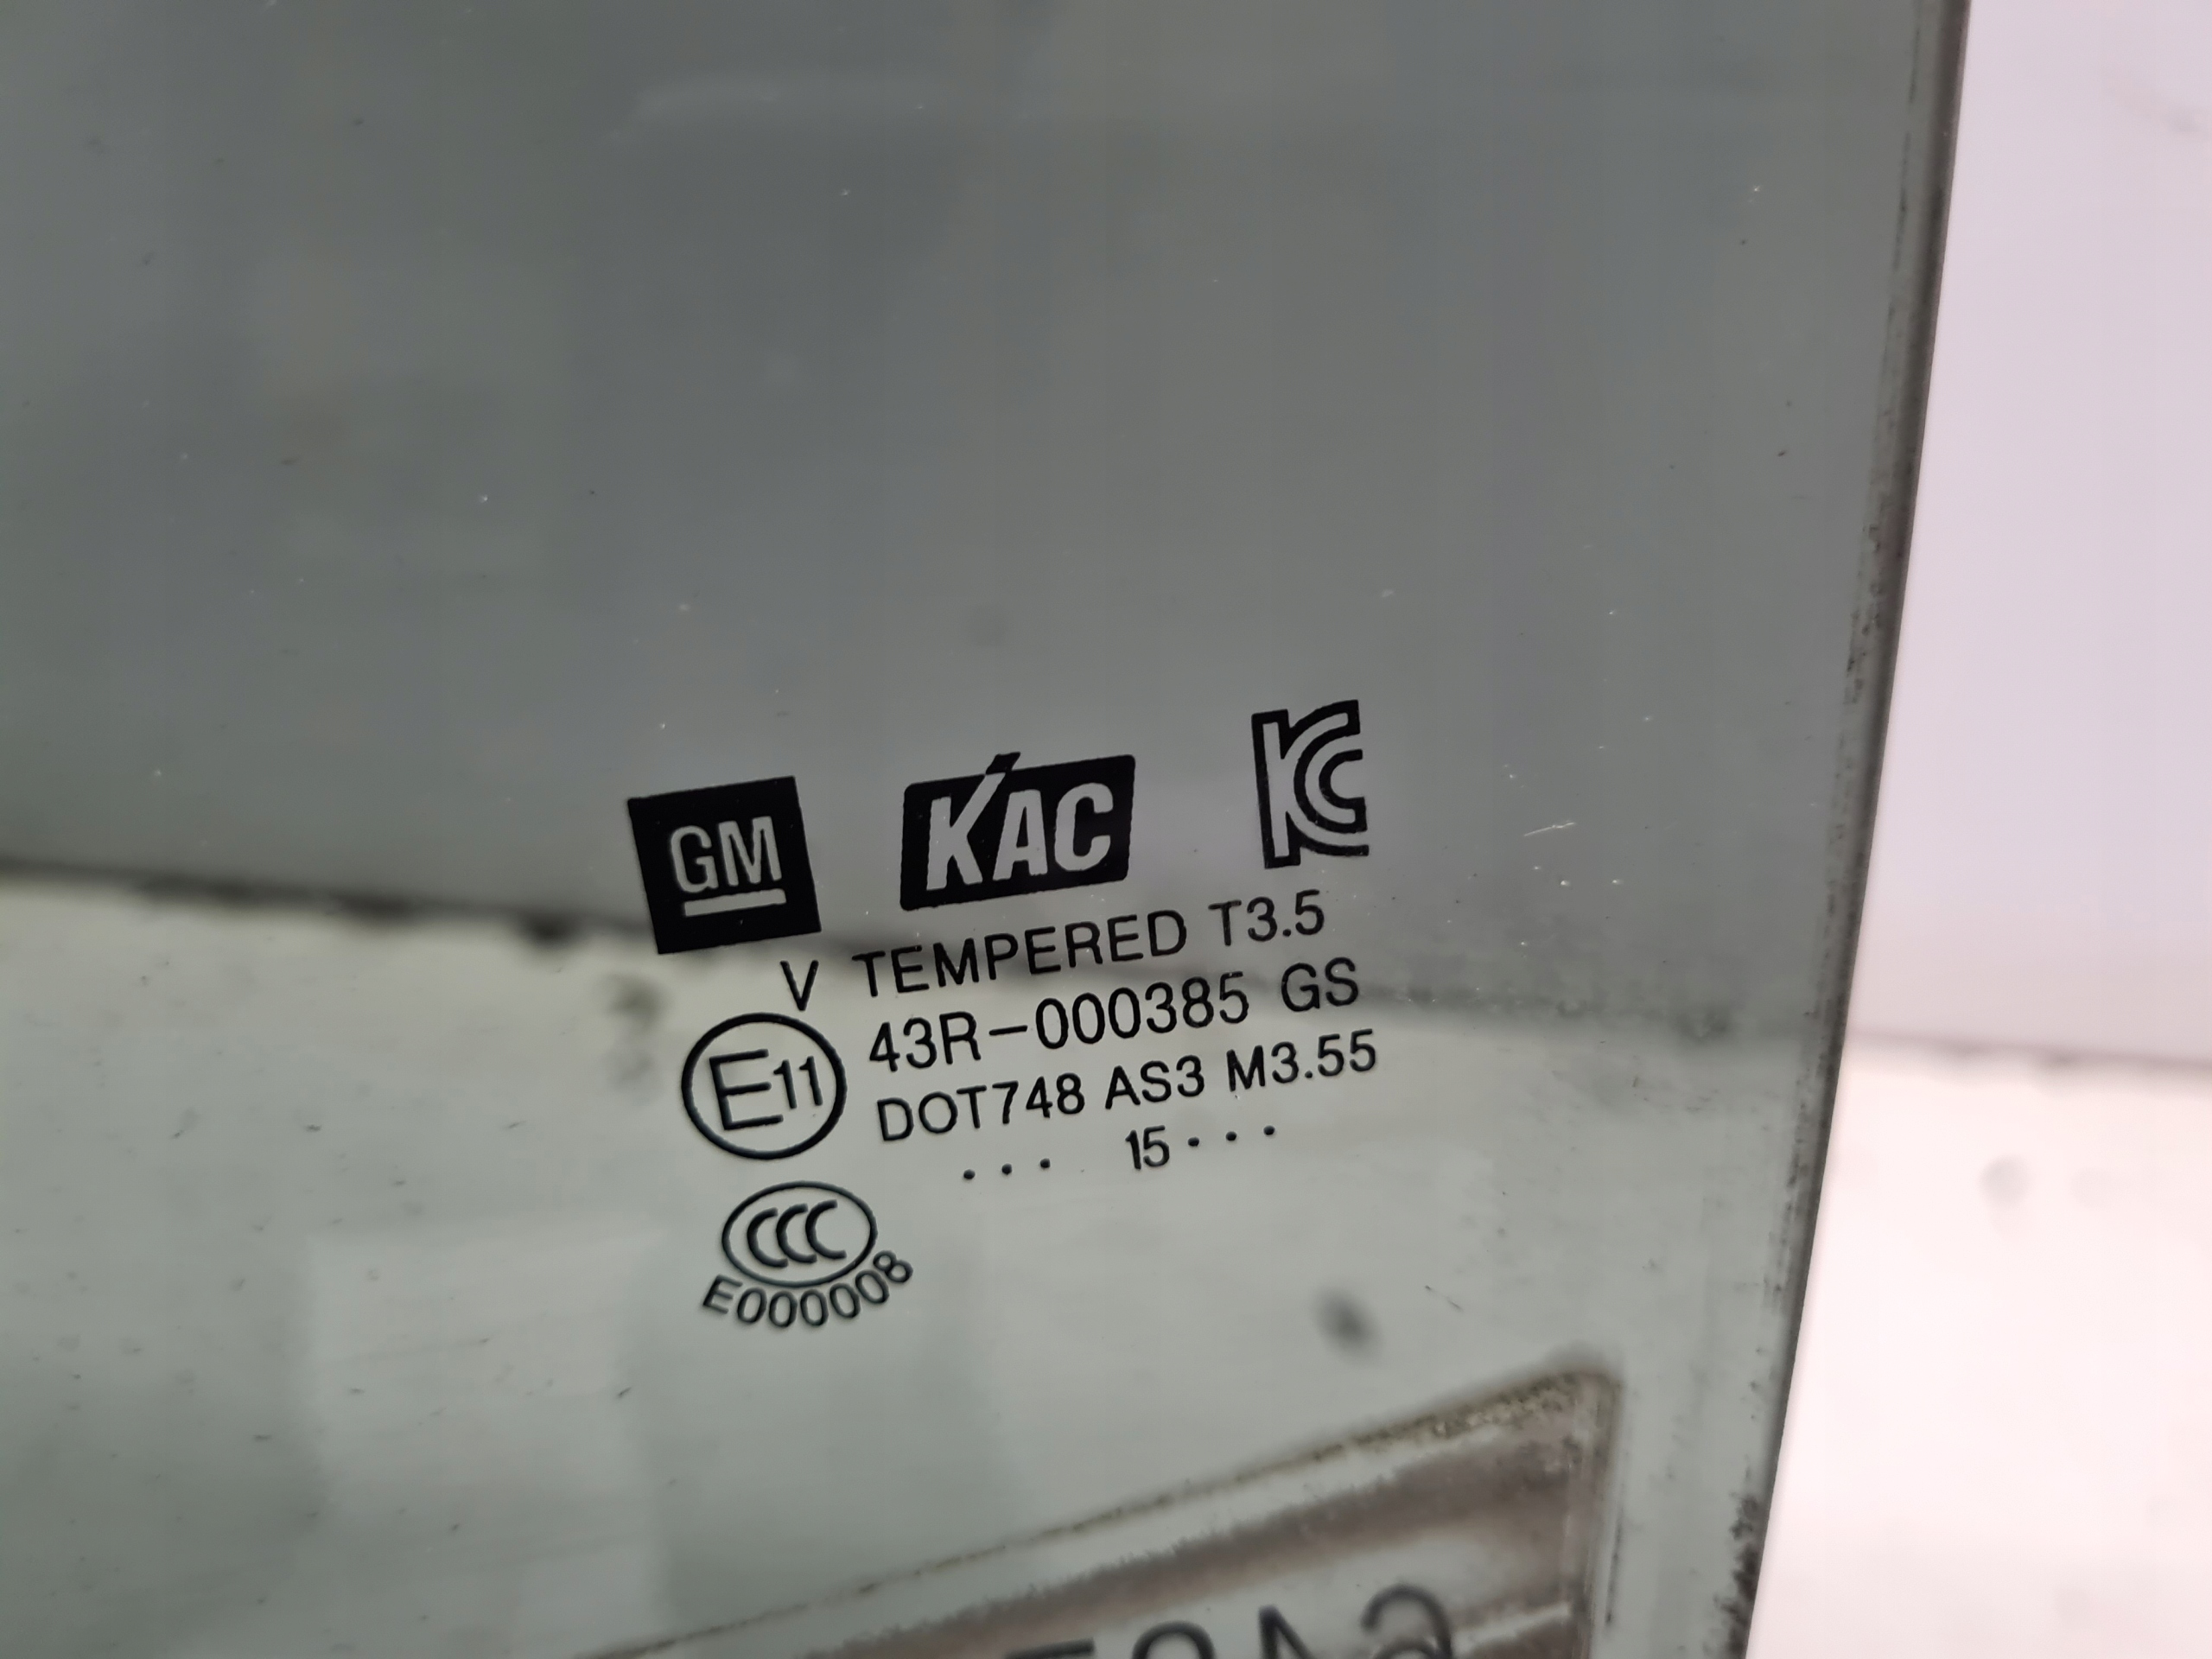 GM KAC KC
V TEMPERED T3.5
E11 43R-000385 GS
DOT748 AS3 M3.55
··· 15···
CCC
E000008